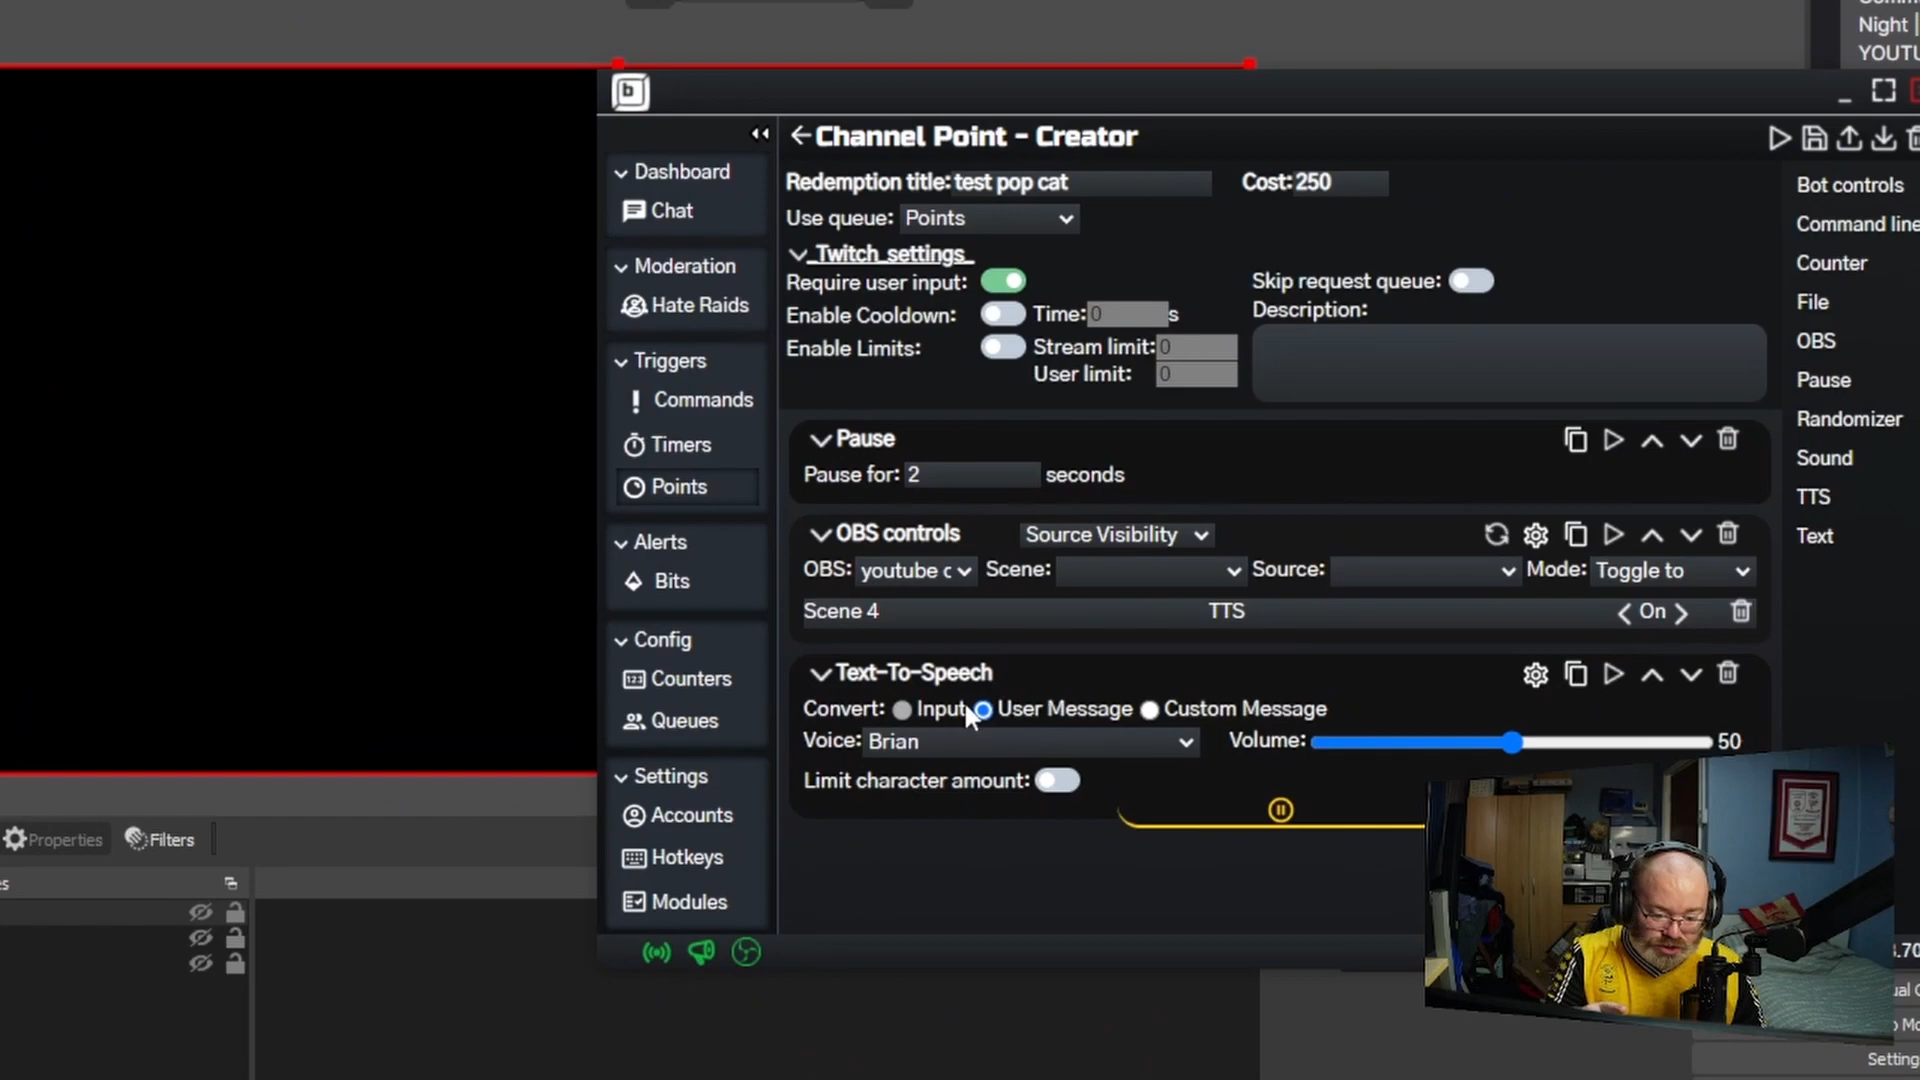 Night |
YOUTU
b
Channel Point - Creator
Redemption title: test pop cat Cost: 250
Use queue: Points
Twitch settings
Require user input: Skip request queue:
Enable Cooldown: Time: 0 s Description:
Enable Limits: Stream limit: 0
User limit: 0
Dashboard
Chat
Moderation
Hate Raids
Triggers
! Commands
Timers
Points
Alerts
Bits
Config
123 Counters
Queues
Settings
Accounts
Hotkeys
Modules
Pause
Pause for: 2 seconds
OBS controls Source Visibility
OBS: youtube c Scene: Source: Mode: Toggle to
Scene 4 TTS < On >
Text-To-Speech
Convert: Input User Message Custom Message
Voice: Brian Volume: 50
Limit character amount:
Bot controls
Command line
Counter
File
OBS
Pause
Randomizer
Sound
TTS
Text
Properties Filters
s
.70
Setting